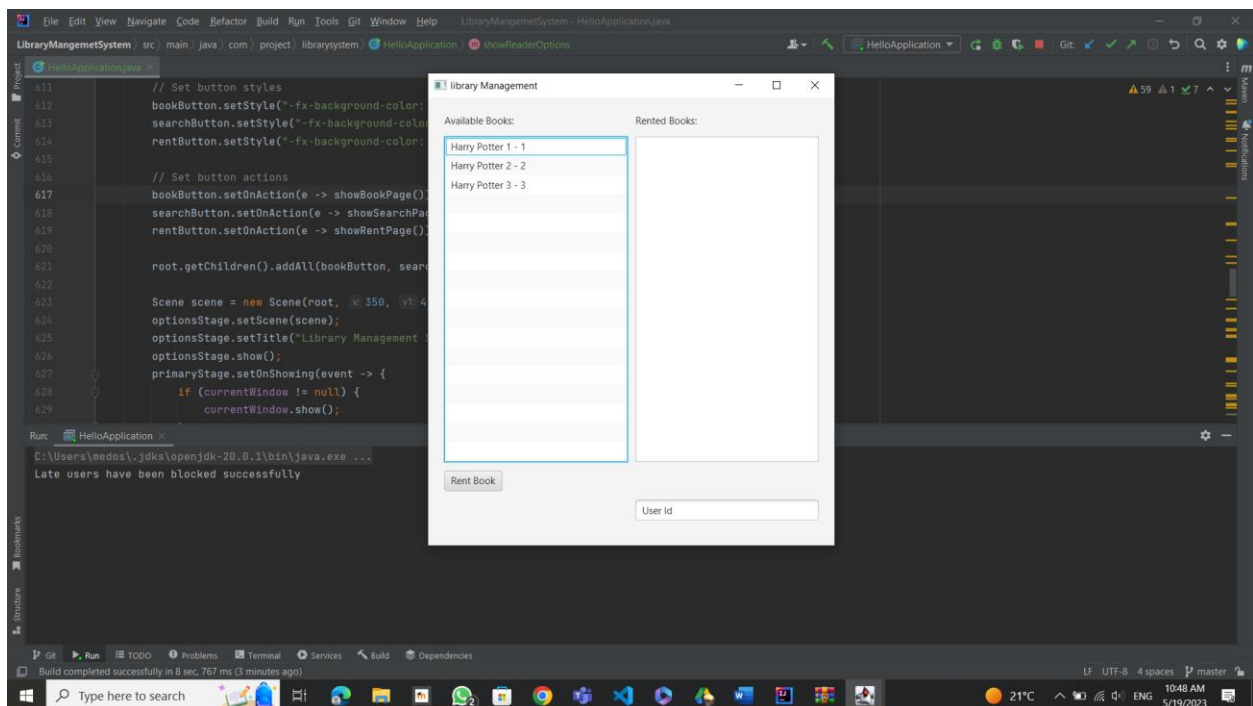 File Edit View Navigate Code Refactor Build Run Tools Git Window Help LibraryMangemetSystem - HelloApplication.java
LibraryMangemetSystem src main java com project librarysystem HelloApplication showReaderOptions
HelloApplication Git:
Project
HelloApplication.java
Maven
59 1 7
Commit
Notifications
611 // Set button styles
612 bookButton.setStyle("-fx-background-color:
613 searchButton.setStyle("-fx-background-colo
614 rentButton.setStyle("-fx-background-color:
615
616 // Set button actions
617 bookButton.setOnAction(e -> showBookPage()
618 searchButton.setOnAction(e -> showSearchPa
619 rentButton.setOnAction(e -> showRentPage()
620
621 root.getChildren().addAll(bookButton, sear
622
623 Scene scene = new Scene(root, v: 350, v1: 4
624 optionsStage.setScene(scene);
625 optionsStage.setTitle("Library Management
626 optionsStage.show();
627 primaryStage.setOnShowing(event -> {
628 if (currentWindow != null) {
629 currentWindow.show();
library Management
Available Books: Rented Books:
Harry Potter 1 - 1
Harry Potter 2 - 2
Harry Potter 3 - 3
Rent Book
User Id
Run: HelloApplication
C:\Users\medos\.jdks\openjdk-20.0.1\bin\java.exe ...
Late users have been blocked successfully
Bookmarks
Structure
Git Run TODO Problems Terminal Services Build Dependencies
Build completed successfully in 8 sec, 767 ms (3 minutes ago) LF UTF-8 4 spaces master
Type here to search 21°C ENG 10:48 AM
5/19/2023